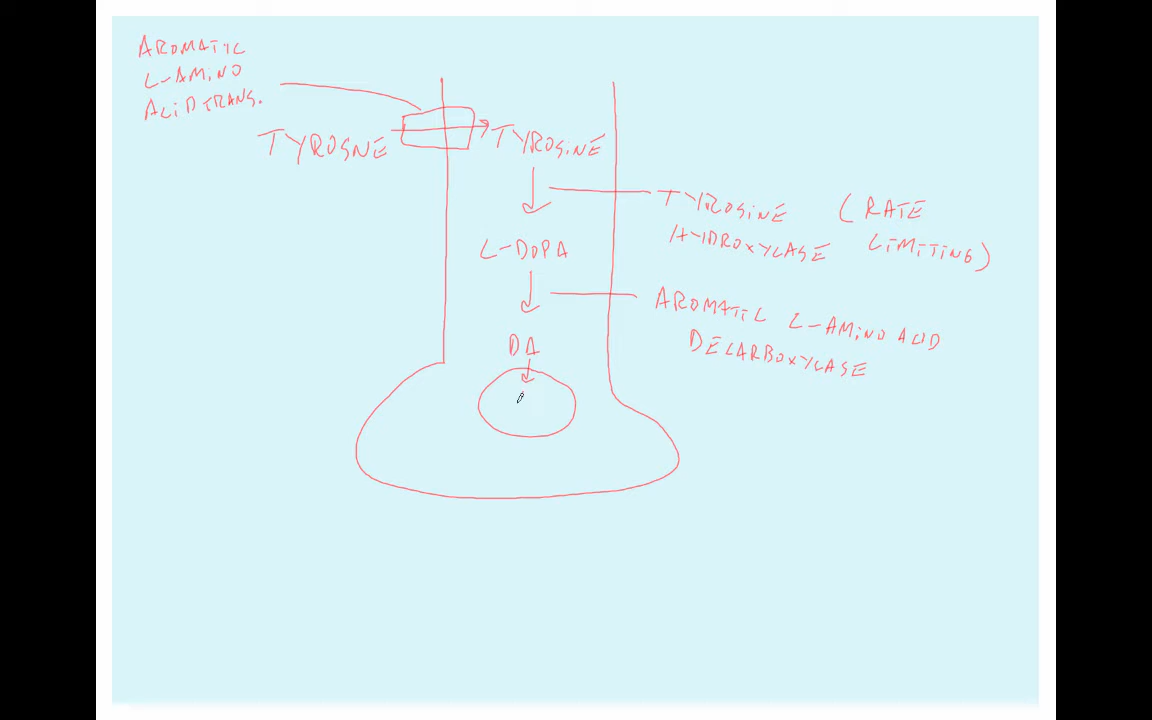 AROMATIC
L-AMINO
ACID TRANS.
TYROSNE
TYROSINE
TYROSINE (RATE
HYDROXYLASE LIMITING)
L-DOPA
AROMATIC L-AMINO ACID
DECARBOXYLASE
DA